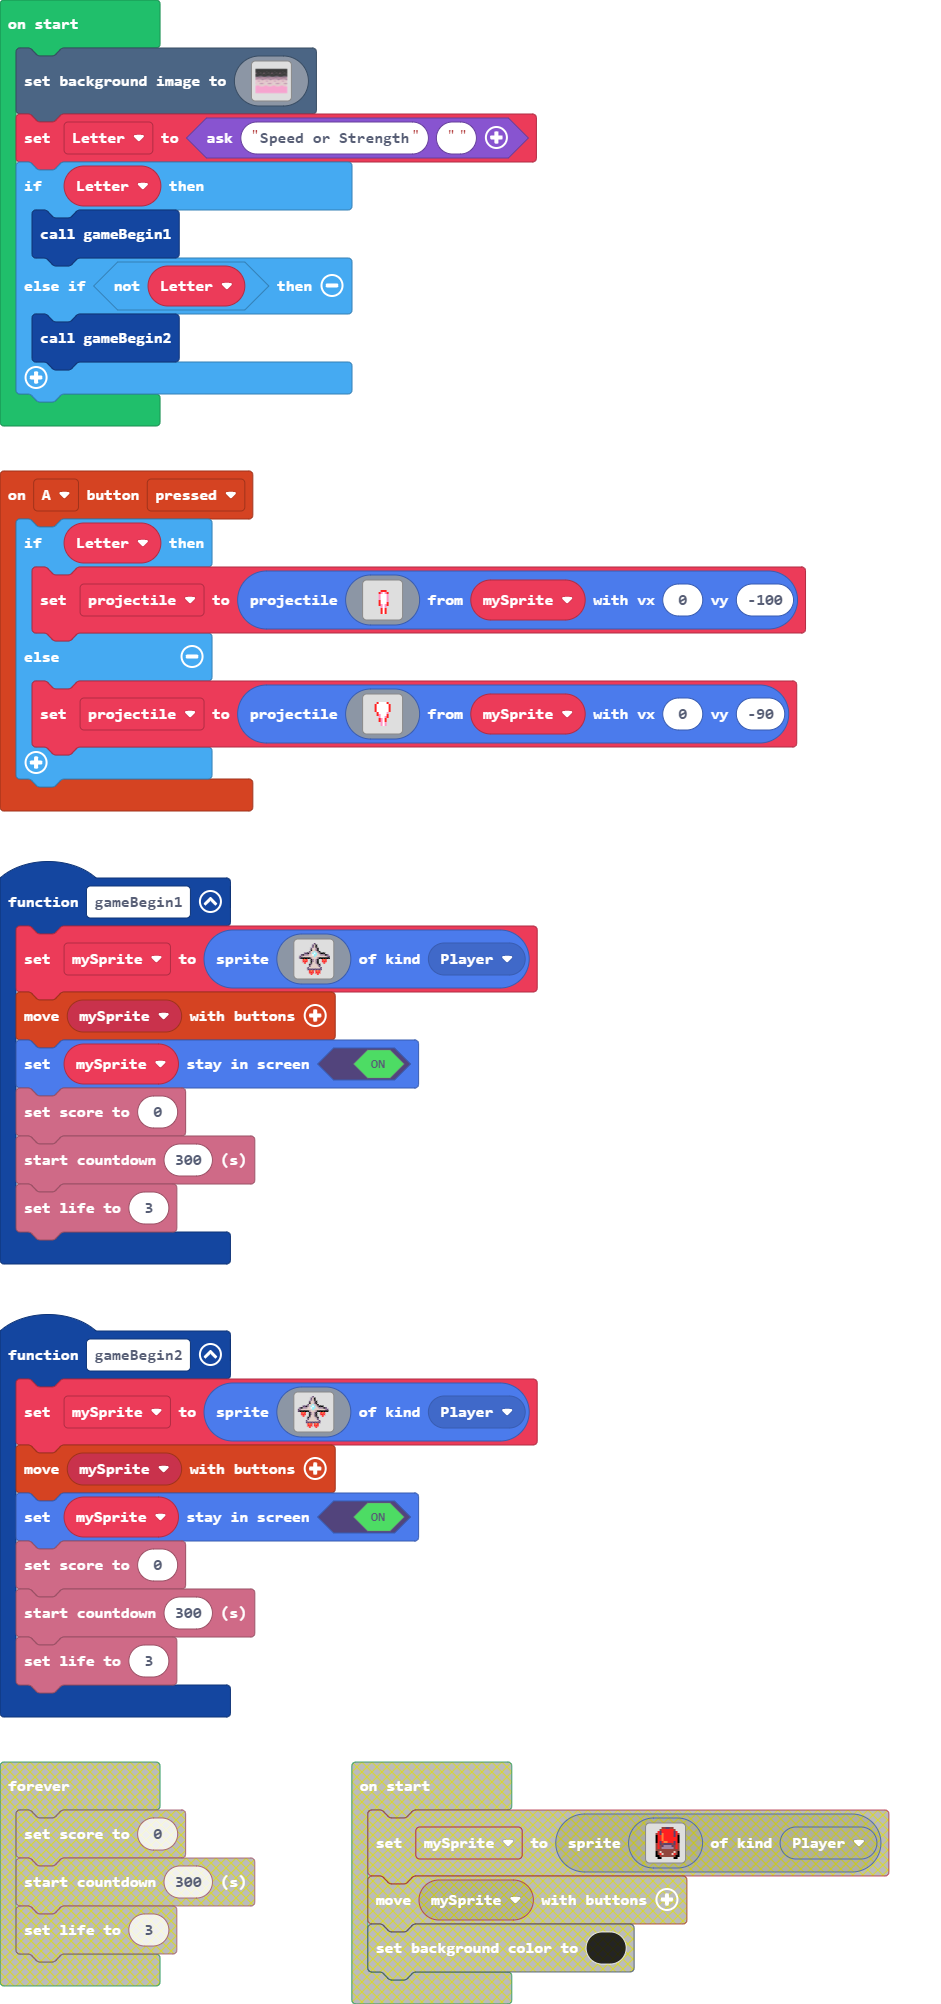 on start
set background image to
set Letter to ask "Speed or Strength" " "
if Letter then
call gameBegin1
else if not Letter then
call gameBegin2
on A button pressed
if Letter then
set projectile to projectile from mySprite with vx 0 vy -100
else
set projectile to projectile from mySprite with vx 0 vy -90
function gameBegin1
set mySprite to sprite of kind Player
move mySprite with buttons
set mySprite stay in screen ON
set score to 0
start countdown 300 (s)
set life to 3
function gameBegin2
set mySprite to sprite of kind Player
move mySprite with buttons
set mySprite stay in screen ON
set score to 0
start countdown 300 (s)
set life to 3
forever
set score to 0
start countdown 300 (s)
set life to 3
on start
set mySprite to sprite of kind Player
move mySprite with buttons
set background color to